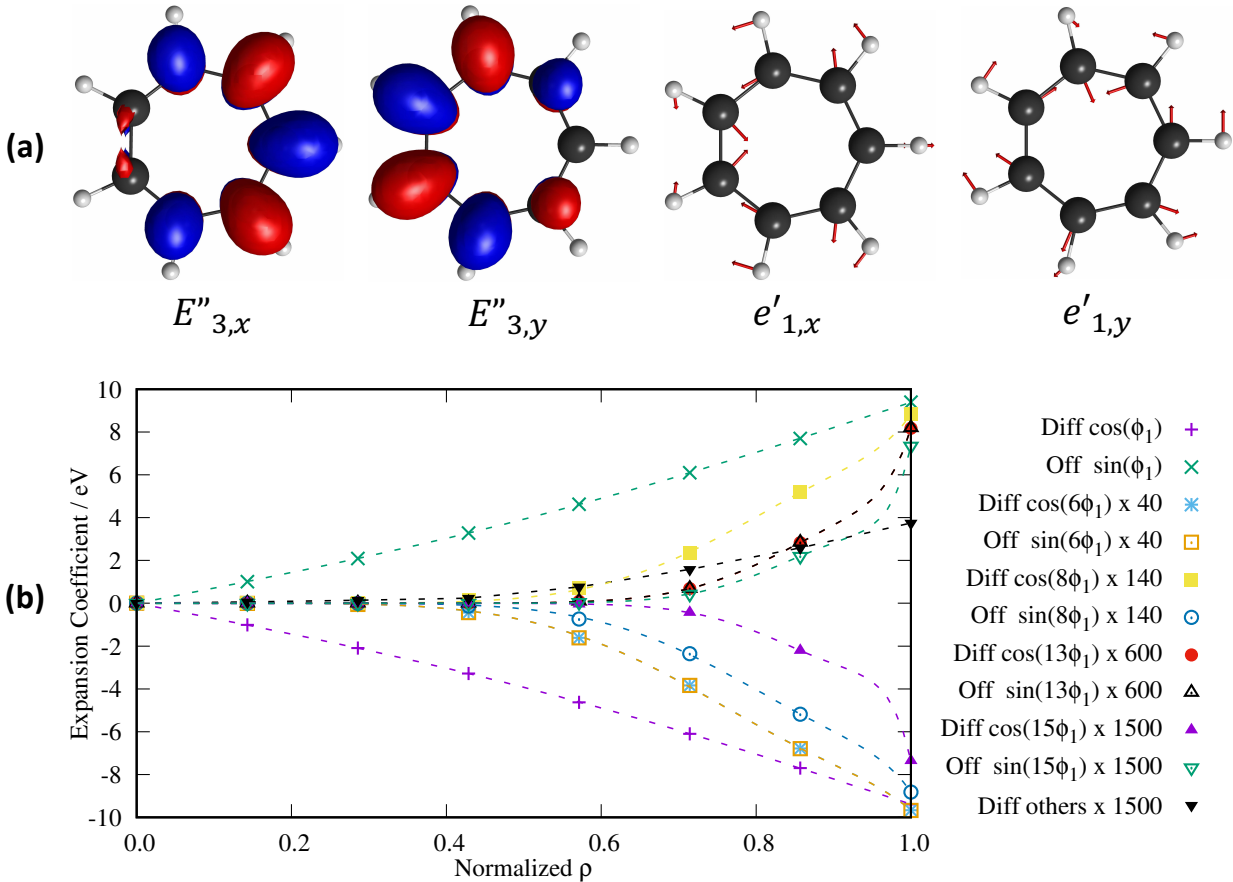 (a)
E''₃,ₓ
E''₃,ᵧ
e'₁,ₓ
e'₁,ᵧ
(b)
Expansion Coefficient / eV
10
8
6
4
2
0
-2
-4
-6
-8
-10
0.0 0.2 0.4 0.6 0.8 1.0
Normalized ρ
Diff cos(ϕ₁)
Off sin(ϕ₁)
Diff cos(6ϕ₁) x 40
Off sin(6ϕ₁) x 40
Diff cos(8ϕ₁) x 140
Off sin(8ϕ₁) x 140
Diff cos(13ϕ₁) x 600
Off sin(13ϕ₁) x 600
Diff cos(15ϕ₁) x 1500
Off sin(15ϕ₁) x 1500
Diff others x 1500